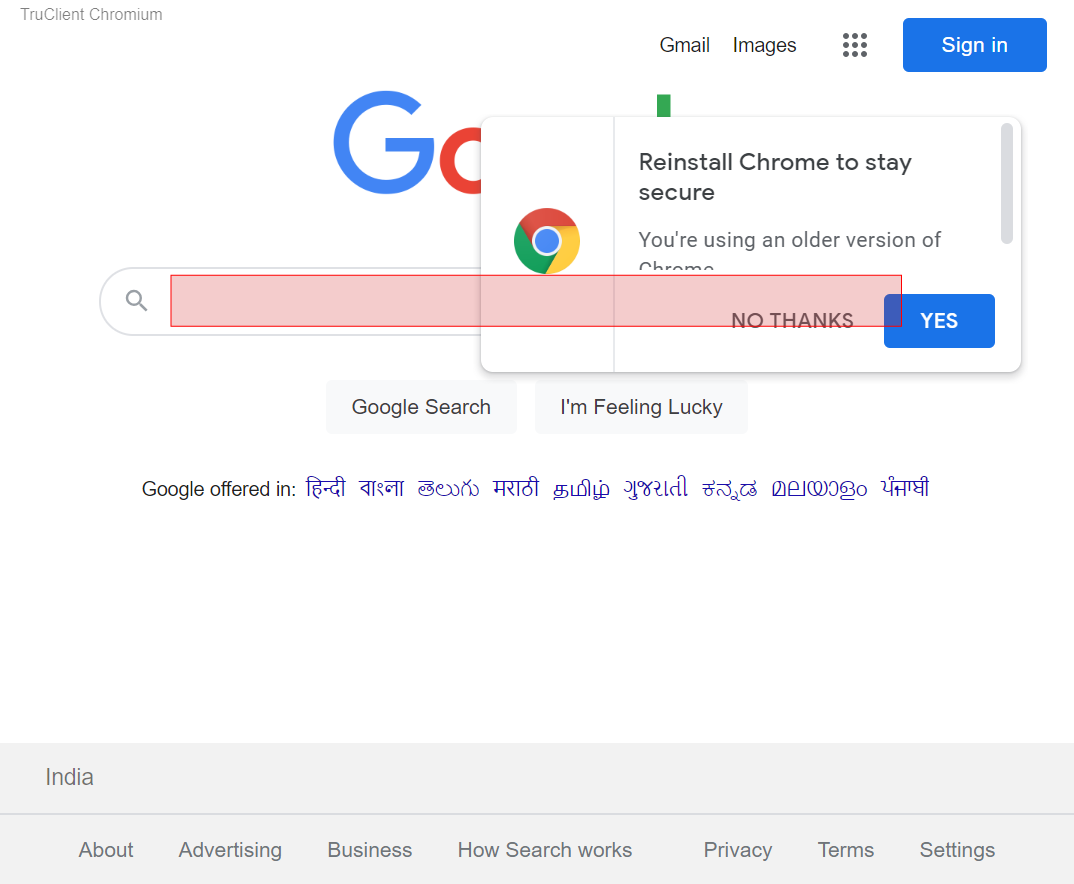 TruClient Chromium
Gmail Images Sign in
Reinstall Chrome to stay
secure
You're using an older version of
Chrome
NO THANKS YES
Google Search I'm Feeling Lucky
Google offered in: हिन्दी বাংলা తెలుగు मराठी தமிழ் ગુજરાતી ಕನ್ನಡ മലയാളം ਪੰਜਾਬੀ
India
About Advertising Business How Search works Privacy Terms Settings